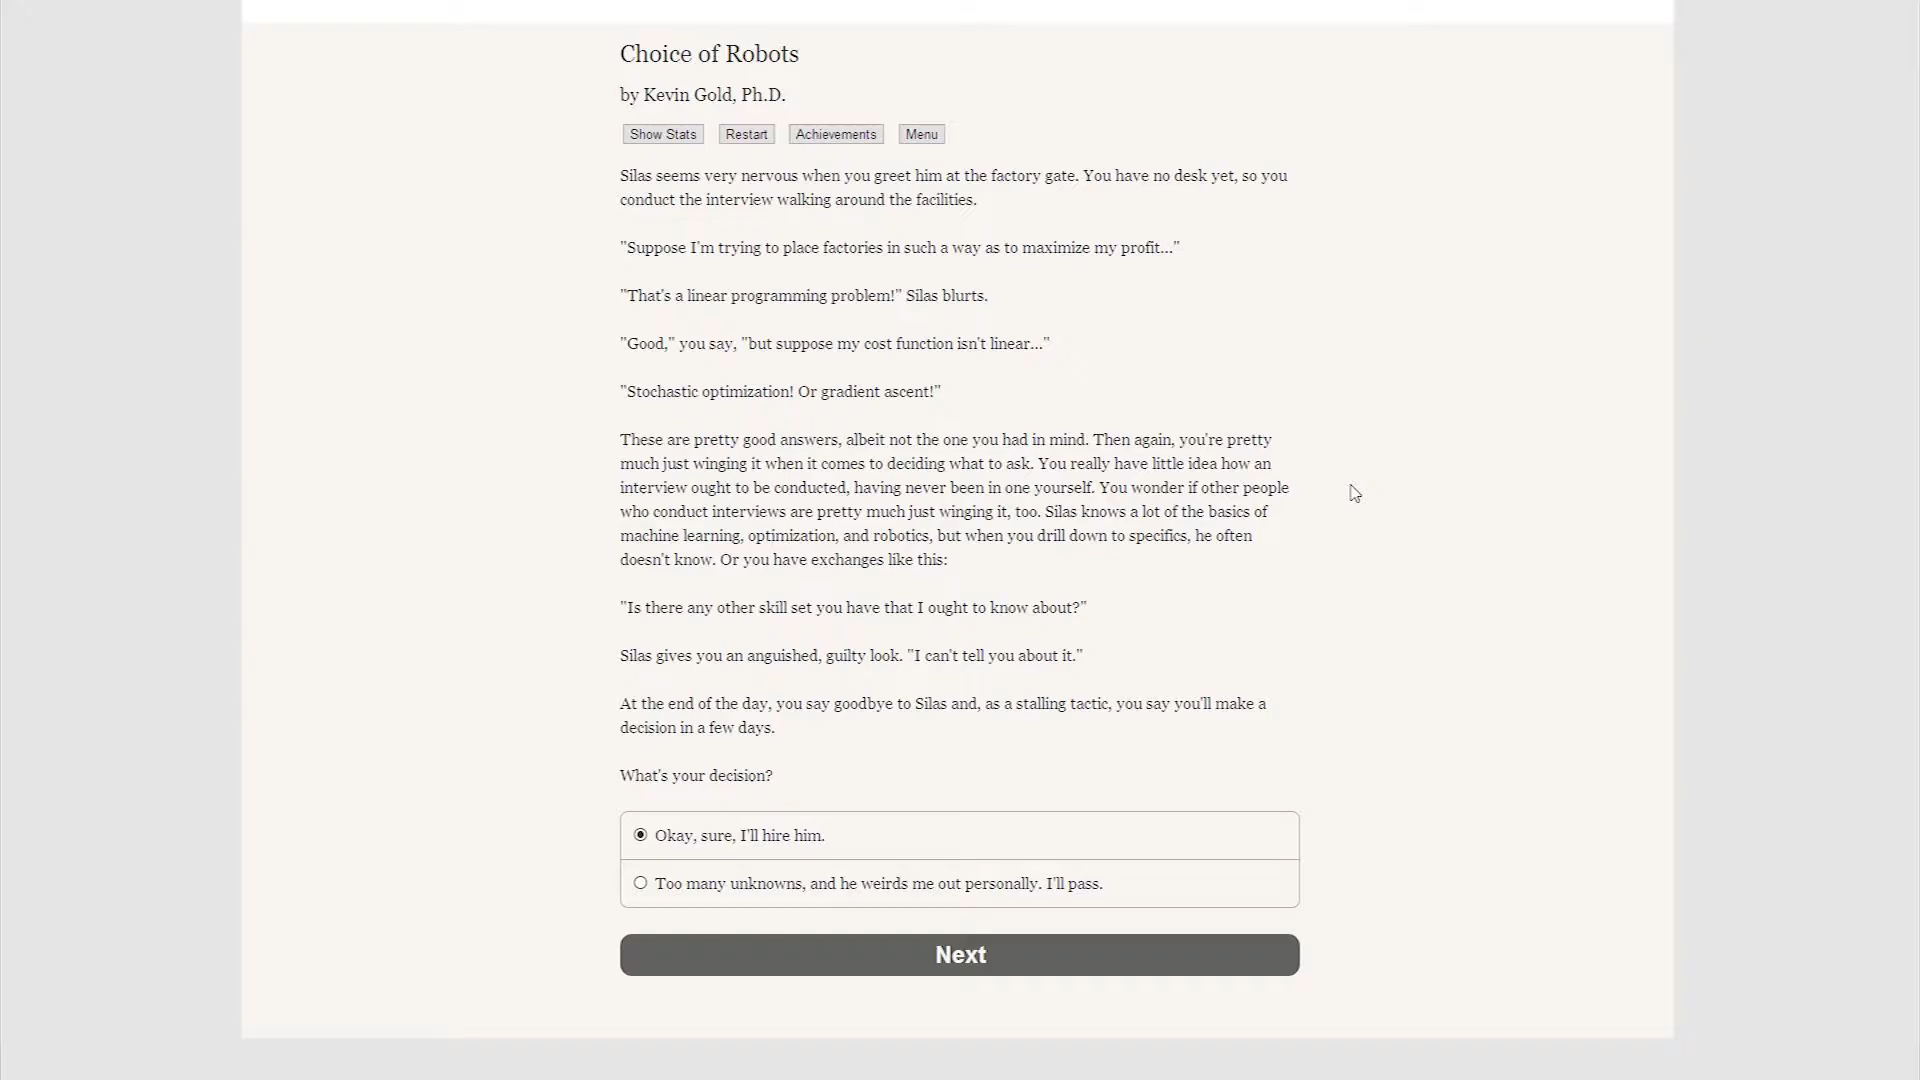 Choice of Robots
by Kevin Gold, Ph.D.
Show Stats Restart Achievements Menu
Silas seems very nervous when you greet him at the factory gate. You have no desk yet, so you
conduct the interview walking around the facilities.
"Suppose I'm trying to place factories in such a way as to maximize my profit..."
"That's a linear programming problem!" Silas blurts.
"Good," you say, "but suppose my cost function isn't linear..."
"Stochastic optimization! Or gradient ascent!"
These are pretty good answers, albeit not the one you had in mind. Then again, you're pretty
much just winging it when it comes to deciding what to ask. You really have little idea how an
interview ought to be conducted, having never been in one yourself. You wonder if other people
who conduct interviews are pretty much just winging it, too. Silas knows a lot of the basics of
machine learning, optimization, and robotics, but when you drill down to specifics, he often
doesn't know. Or you have exchanges like this:
"Is there any other skill set you have that I ought to know about?"
Silas gives you an anguished, guilty look. "I can't tell you about it."
At the end of the day, you say goodbye to Silas and, as a stalling tactic, you say you'll make a
decision in a few days.
What's your decision?
Okay, sure, I'll hire him.
Too many unknowns, and he weirds me out personally. I'll pass.
Next